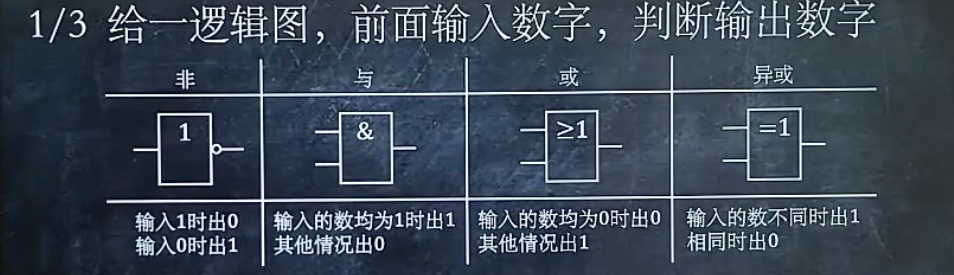 1/3 给一逻辑图，前面输入数字，判断输出数字
非 与 或 异或
1 & ≥1 =1
输入1时出0 输入的数均为1时出1 输入的数均为0时出0 输入的数不同时出1
输入0时出1 其他情况出0 其他情况出1 相同时出0